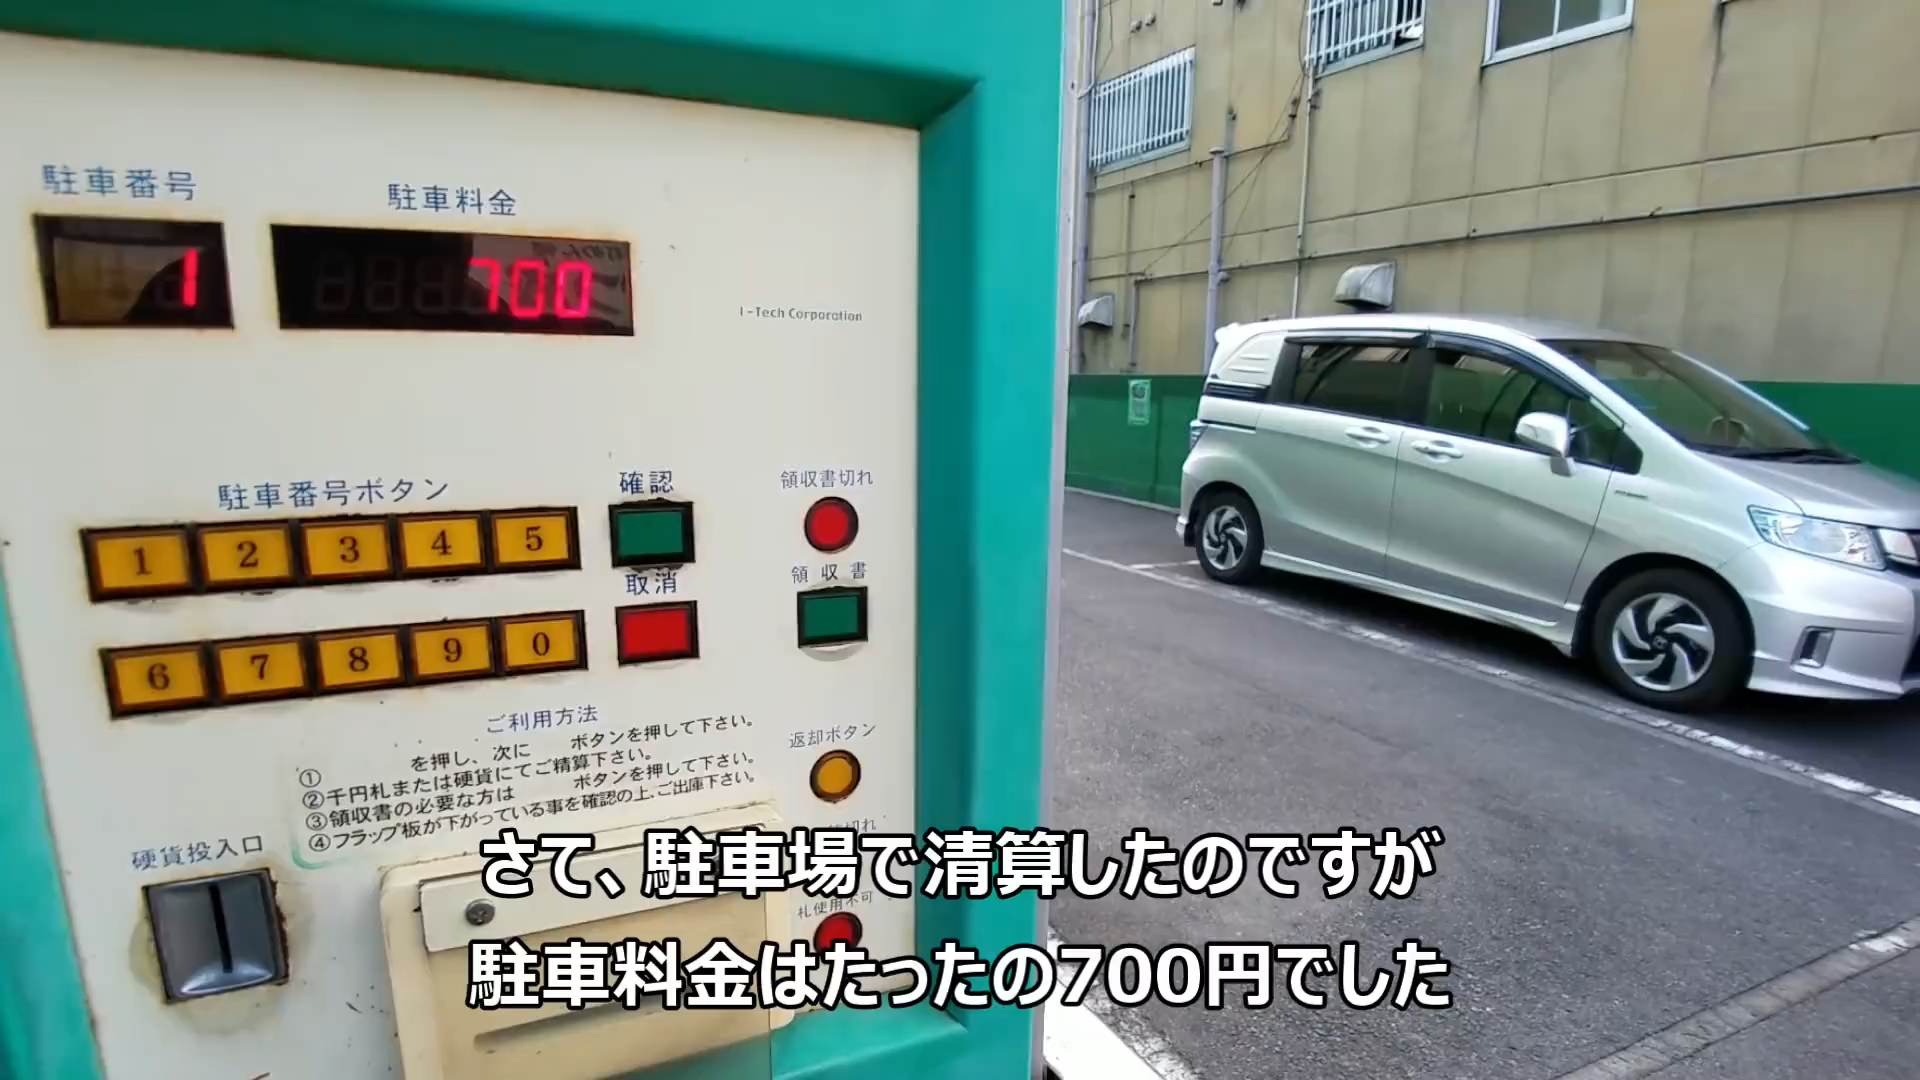 駐車番号
駐車料金
1
700
I-Tech Corporation
駐車番号ボタン
確認
領収書切れ
1 2 3 4 5
取消
領収書
6 7 8 9 0
ご利用方法
① を押し、次に ボタンを押して下さい。
②千円札または硬貨にてご精算下さい。
③領収書の必要な方は ボタンを押して下さい。
④フラップ板が下がっている事を確認の上、ご出庫下さい。
返却ボタン
硬貨投入口
切れ
札使用不可
さて、駐車場で清算したのですが
駐車料金はたったの700円でした